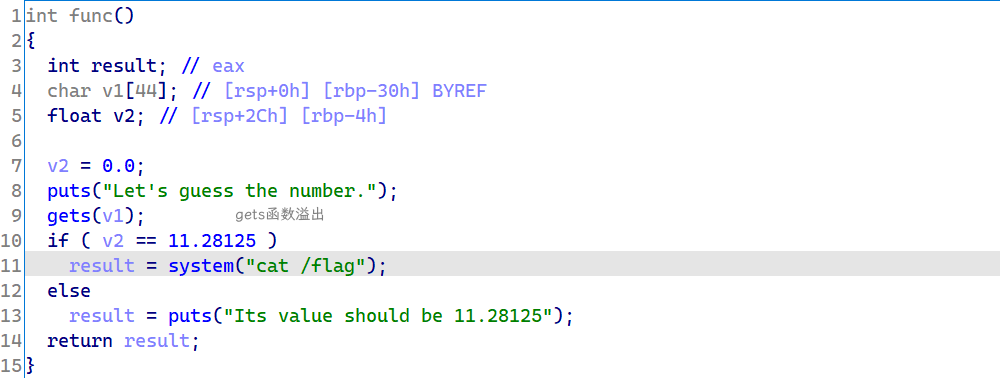 1 int func()
2 {
3   int result; // eax
4   char v1[44]; // [rsp+0h] [rbp-30h] BYREF
5   float v2; // [rsp+2Ch] [rbp-4h]
6
7   v2 = 0.0;
8   puts("Let's guess the number.");
9   gets(v1); gets函数溢出
10   if ( v2 == 11.28125 )
11     result = system("cat /flag");
12   else
13     result = puts("Its value should be 11.28125");
14   return result;
15 }